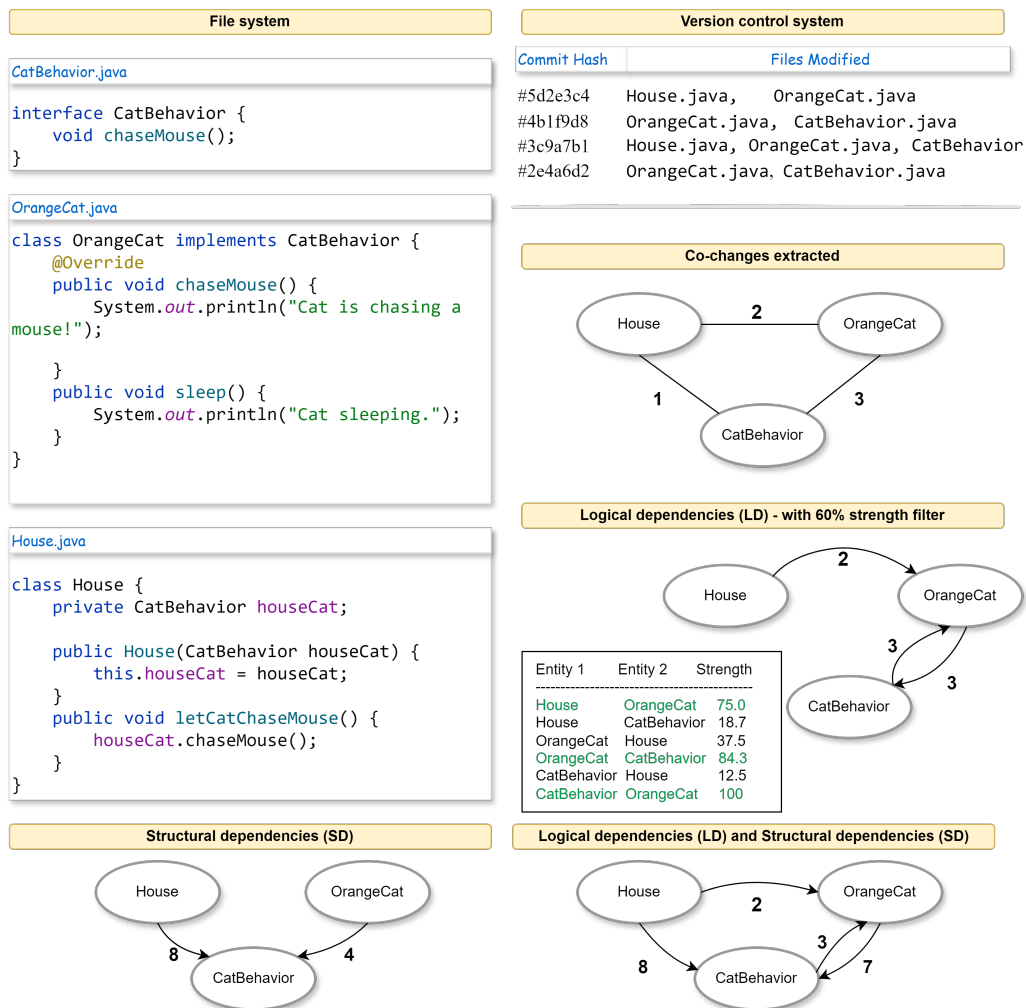 File system
CatBehavior.java
interface CatBehavior {
void chaseMouse();
}
OrangeCat.java
class OrangeCat implements CatBehavior {
@Override
public void chaseMouse() {
System.out.println("Cat is chasing a
mouse!");
}
public void sleep() {
System.out.println("Cat sleeping.");
}
}
House.java
class House {
private CatBehavior houseCat;
public House(CatBehavior houseCat) {
this.houseCat = houseCat;
}
public void letCatChaseMouse() {
houseCat.chaseMouse();
}
}
Structural dependencies (SD)
House
OrangeCat
8
4
CatBehavior
Version control system
Commit Hash Files Modified
#5d2e3c4 House.java, OrangeCat.java
#4b1f9d8 OrangeCat.java, CatBehavior.java
#3c9a7b1 House.java, OrangeCat.java, CatBehavior
#2e4a6d2 OrangeCat.java, CatBehavior.java
Co-changes extracted
House
2
OrangeCat
1
3
CatBehavior
Logical dependencies (LD) - with 60% strength filter
2
House
OrangeCat
3
3
CatBehavior
Entity 1 Entity 2 Strength
--------------------------------------------
House OrangeCat 75.0
House CatBehavior 18.7
OrangeCat House 37.5
OrangeCat CatBehavior 84.3
CatBehavior House 12.5
CatBehavior OrangeCat 100
Logical dependencies (LD) and Structural dependencies (SD)
House
2
OrangeCat
8
3
7
CatBehavior